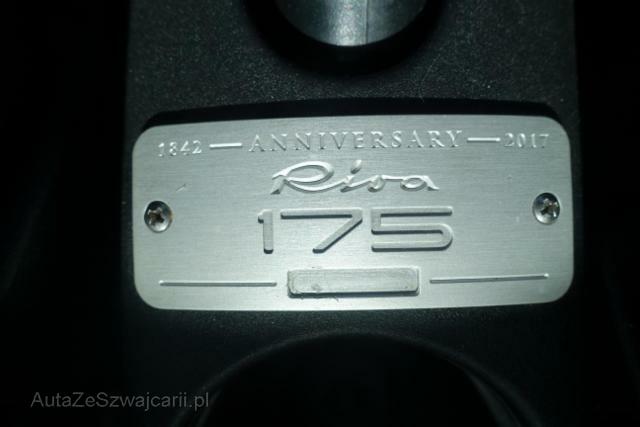 1842 — ANNIVERSARY — 2017
Riva
175
AutaZeSzwajcarii.pl